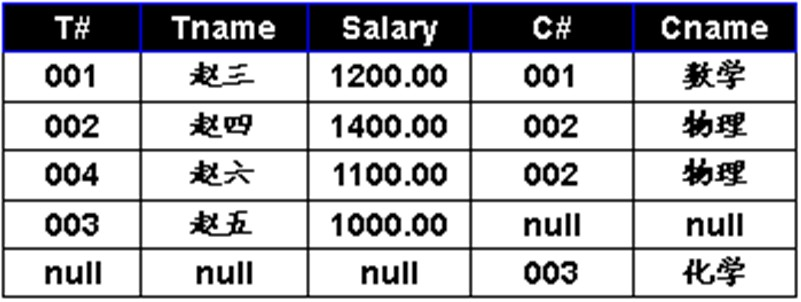 T# Tname Salary C# Cname
001 赵三 1200.00 001 数学
002 赵四 1400.00 002 物理
004 赵六 1100.00 002 物理
003 赵五 1000.00 null null
null null null 003 化学